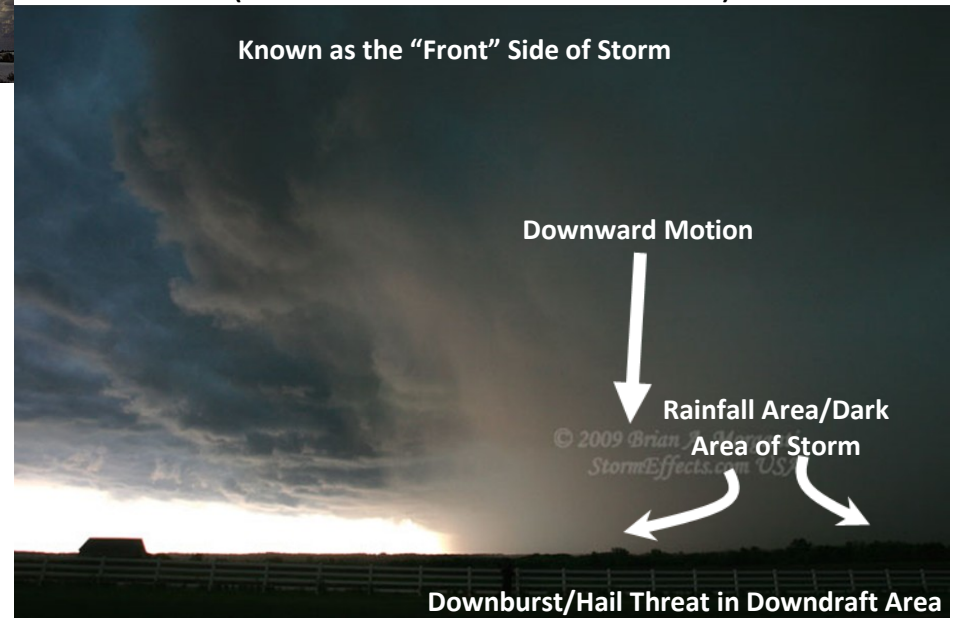 Known as the “Front” Side of Storm
Downward Motion
Rainfall Area/Dark
Area of Storm
© 2009 Brian A.
StormEffects.com USA
Downburst/Hail Threat in Downdraft Area